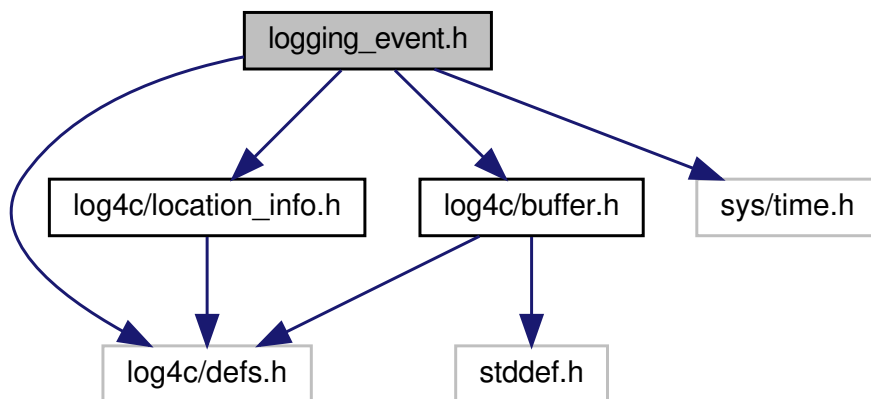 logging_event.h
log4c/location_info.h
log4c/buffer.h
sys/time.h
log4c/defs.h
stddef.h